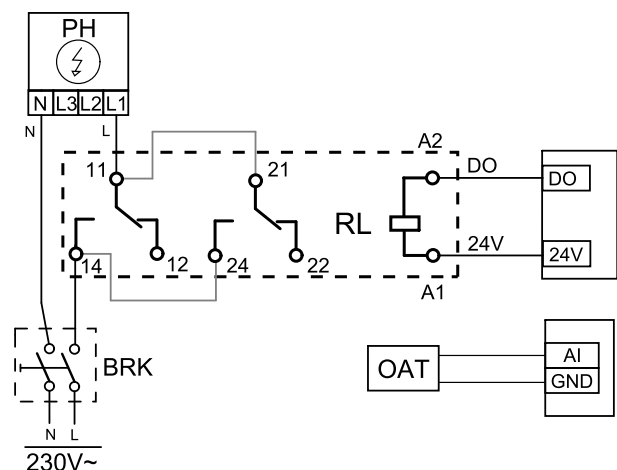 PH
N L3 L2 L1
N L
A2
11 21 DO DO
RL
24V 24V
14 12 24 22
A1
BRK
OAT AI
GND
N L
230V~